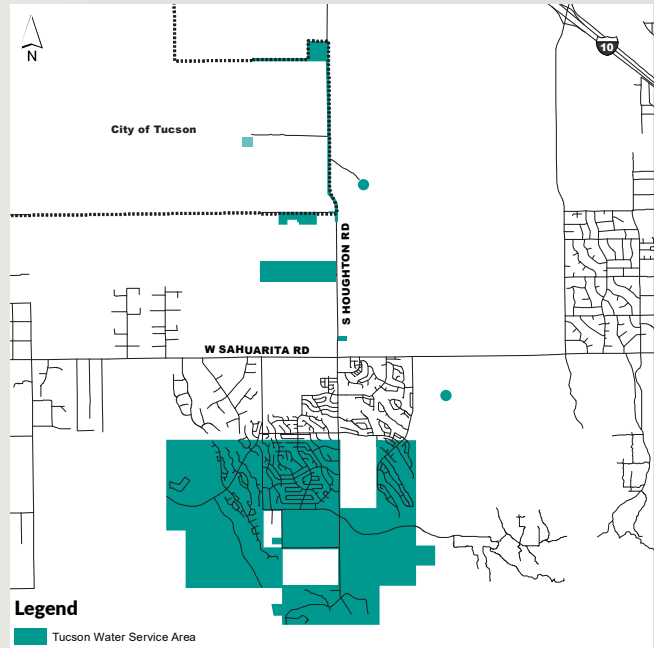 N
10
City of Tucson
S HOUGHTON RD
W SAHUARITA RD
Legend
Tucson Water Service Area